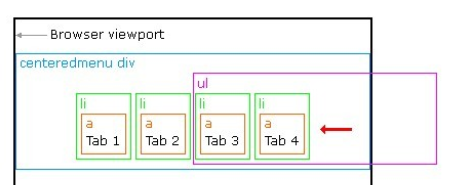 Browser viewport
centeredmenu div
ul
li li li li
a a a a
Tab 1 Tab 2 Tab 3 Tab 4